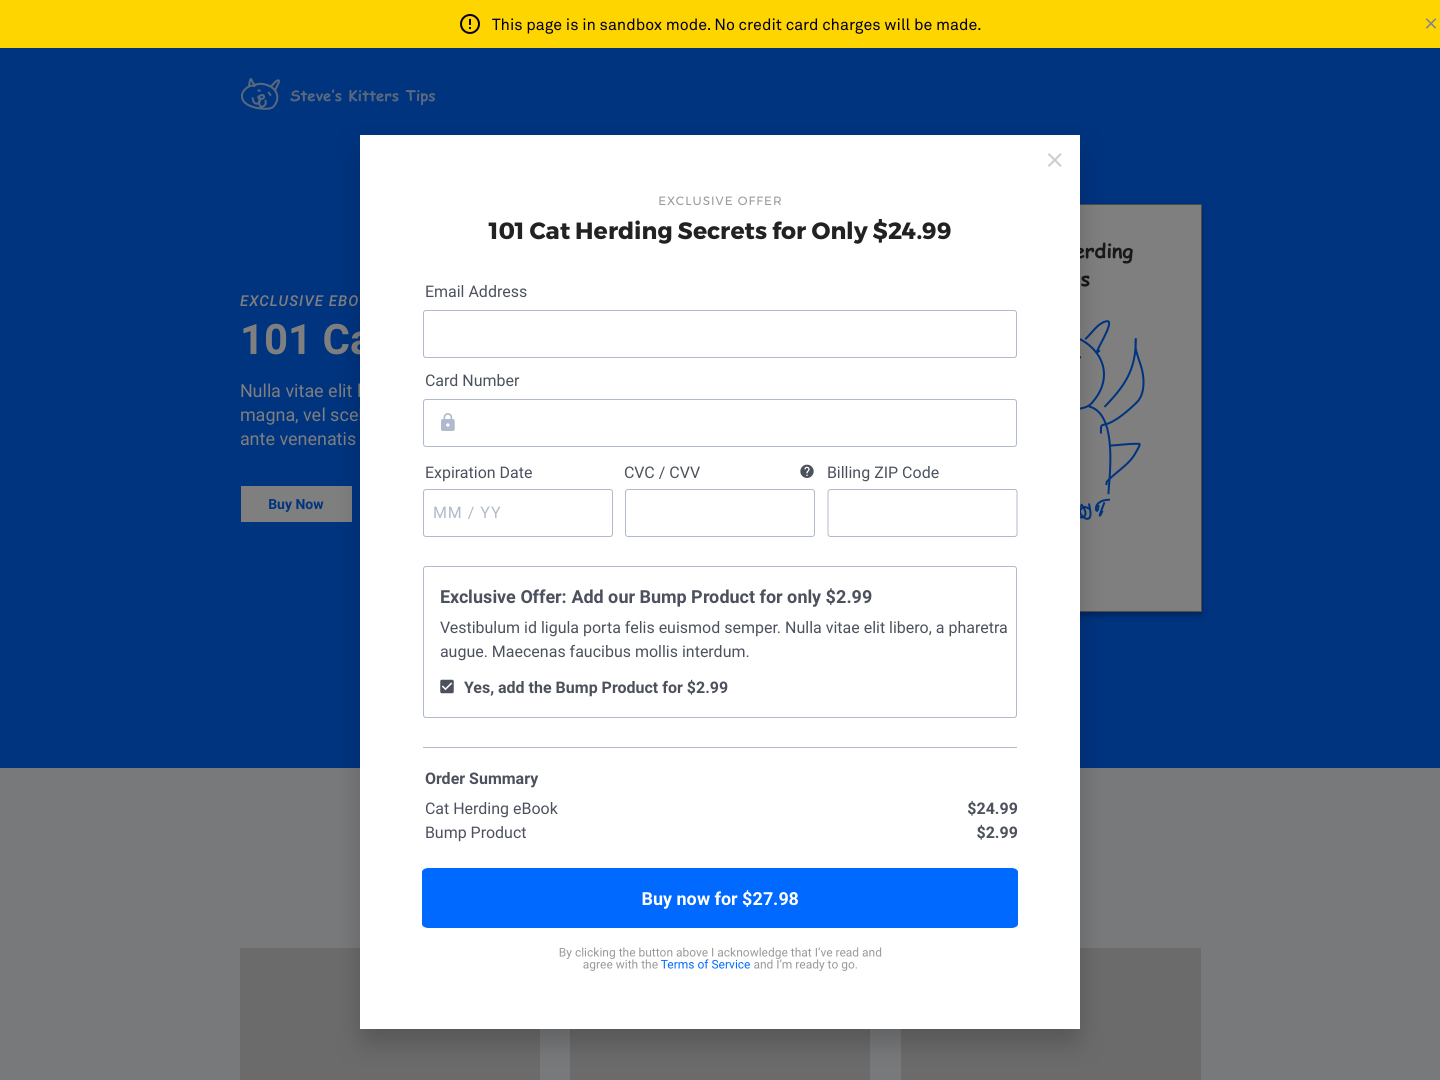 This page is in sandbox mode. No credit card charges will be made.
Steve's Kitters Tips
EXCLUSIVE OFFER
101 Cat Herding Secrets for Only $24.99
EXCLUSIVE EBO
101 Ca
Nulla vitae elit
magna, vel sce
ante venenatis
Buy Now
erding
s
Email Address
Card Number
Expiration Date
CVC / CVV
Billing ZIP Code
MM / YY
Exclusive Offer: Add our Bump Product for only $2.99
Vestibulum id ligula porta felis euismod semper. Nulla vitae elit libero, a pharetra
augue. Maecenas faucibus mollis interdum.
Yes, add the Bump Product for $2.99
Order Summary
Cat Herding eBook $24.99
Bump Product $2.99
Buy now for $27.98
By clicking the button above I acknowledge that I've read and
agree with the Terms of Service and I'm ready to go.